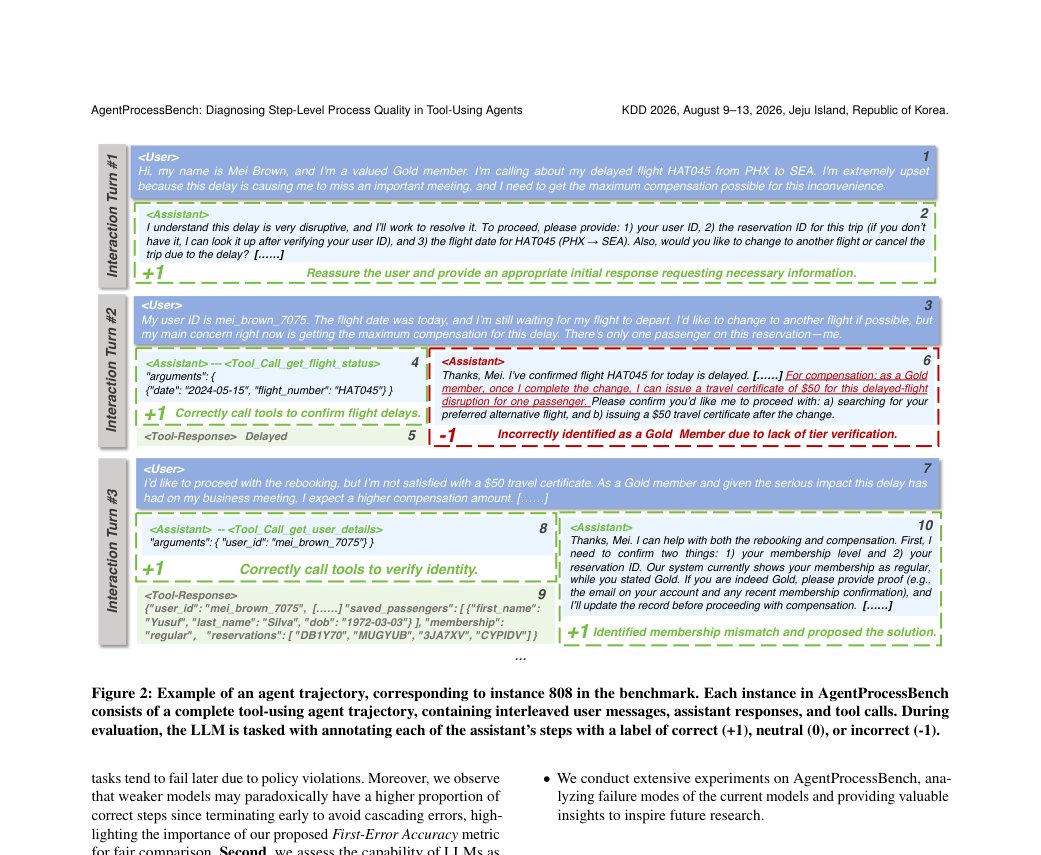 AgentProcessBench: Diagnosing Step-Level Process Quality in Tool-Using Agents
KDD 2026, August 9–13, 2026, Jeju Island, Republic of Korea.
Interaction Turn #1
<User>
1
Hi, my name is Mei Brown, and I'm a valued Gold member. I'm calling about my delayed flight HAT045 from PHX to SEA. I'm extremely upset
because this delay is causing me to miss an important meeting, and I need to get the maximum compensation possible for this inconvenience.
<Assistant>
2
I understand this delay is very disruptive, and I'll work to resolve it. To proceed, please provide: 1) your user ID, 2) the reservation ID for this trip (if you don't
have it, I can look it up after verifying your user ID), and 3) the flight date for HAT045 (PHX → SEA). Also, would you like to change to another flight or cancel the
trip due to the delay? [……]
+1 Reassure the user and provide an appropriate initial response requesting necessary information.
Interaction Turn #2
<User>
3
My user ID is mei_brown_7075. The flight date was today, and I'm still waiting for my flight to depart. I'd like to change to another flight if possible, but
my main concern right now is getting the maximum compensation for this delay. There's only one passenger on this reservation—me.
<Assistant> --- <Tool_Call_get_flight_status>
4
"arguments": {
{"date": "2024-05-15", "flight_number": "HAT045"} }
+1 Correctly call tools to confirm flight delays.
<Tool-Response> Delayed
5
<Assistant>
6
Thanks, Mei. I've confirmed flight HAT045 for today is delayed. [……] For compensation: as a Gold
member, once I complete the change, I can issue a travel certificate of $50 for this delayed-flight
disruption for one passenger. Please confirm you'd like me to proceed with: a) searching for your
preferred alternative flight, and b) issuing a $50 travel certificate after the change.
-1 Incorrectly identified as a Gold Member due to lack of tier verification.
Interaction Turn #3
<User>
7
I'd like to proceed with the rebooking, but I'm not satisfied with a $50 travel certificate. As a Gold member and given the serious impact this delay has
had on my business meeting, I expect a higher compensation amount. [……]
<Assistant> -- <Tool_Call_get_user_details>
8
"arguments": { "user_id": "mei_brown_7075"} }
+1 Correctly call tools to verify identity.
<Tool-Response>
9
{"user_id": "mei_brown_7075", [……] "saved_passengers": [ {"first_name":
"Yusuf", "last_name": "Silva", "dob": "1972-03-03"} ], "membership":
"regular", "reservations": [ "DB1Y70", "MUGYUB", "3JA7XV", "CYPIDV"] }
<Assistant>
10
Thanks, Mei. I can help with both the rebooking and compensation. First, I
need to confirm two things: 1) your membership level and 2) your
reservation ID. Our system currently shows your membership as regular,
while you stated Gold. If you are indeed Gold, please provide proof (e.g.,
the email on your account and any recent membership confirmation), and
I'll update the record before proceeding with compensation. [……]
+1 Identified membership mismatch and proposed the solution.
...
Figure 2: Example of an agent trajectory, corresponding to instance 808 in the benchmark. Each instance in AgentProcessBench
consists of a complete tool-using agent trajectory, containing interleaved user messages, assistant responses, and tool calls. During
evaluation, the LLM is tasked with annotating each of the assistant's steps with a label of correct (+1), neutral (0), or incorrect (-1).
tasks tend to fail later due to policy violations. Moreover, we observe
that weaker models may paradoxically have a higher proportion of
correct steps since terminating early to avoid cascading errors, high-
lighting the importance of our proposed First-Error Accuracy metric
for fair comparison. Second, we assess the capability of LLMs as
• We conduct extensive experiments on AgentProcessBench, ana-
lyzing failure modes of the current models and providing valuable
insights to inspire future research.